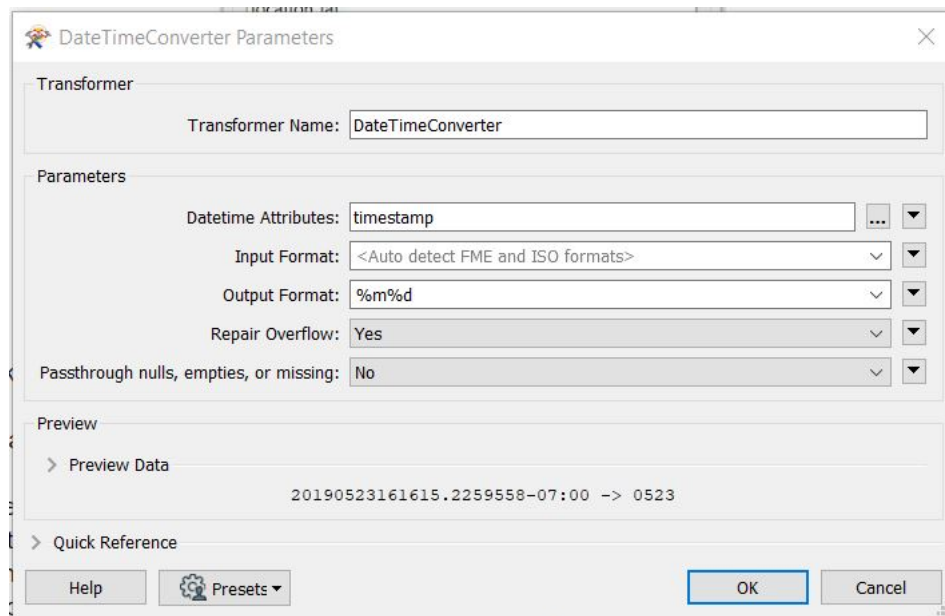 DateTimeConverter Parameters
Transformer
Transformer Name: DateTimeConverter
Parameters
Datetime Attributes: timestamp ...
Input Format: <Auto detect FME and ISO formats>
Output Format: %m%d
Repair Overflow: Yes
Passthrough nulls, empties, or missing: No
Preview
Preview Data
20190523161615.2259558-07:00 -> 0523
Quick Reference
Help Presets OK Cancel